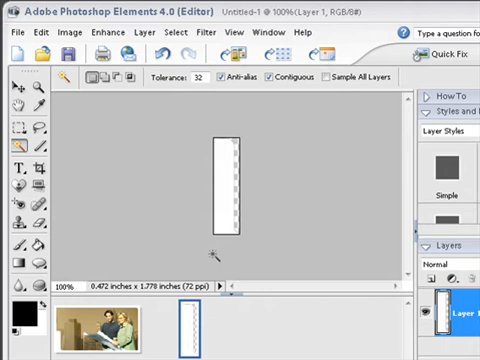 Adobe Photoshop Elements 4.0 (Editor) Untitled-1 @ 100%(Layer 1, RGB/8#)
File Edit Image Enhance Layer Select Filter View Window Help Type a question fo
Quick Fix
Tolerance: 32 Anti-alias Contiguous Sample All Layers
How To
Styles and
Layer Styles
Simple
Layers
Normal
100% 0.472 inches x 1.778 inches (72 ppi)
Layer 1